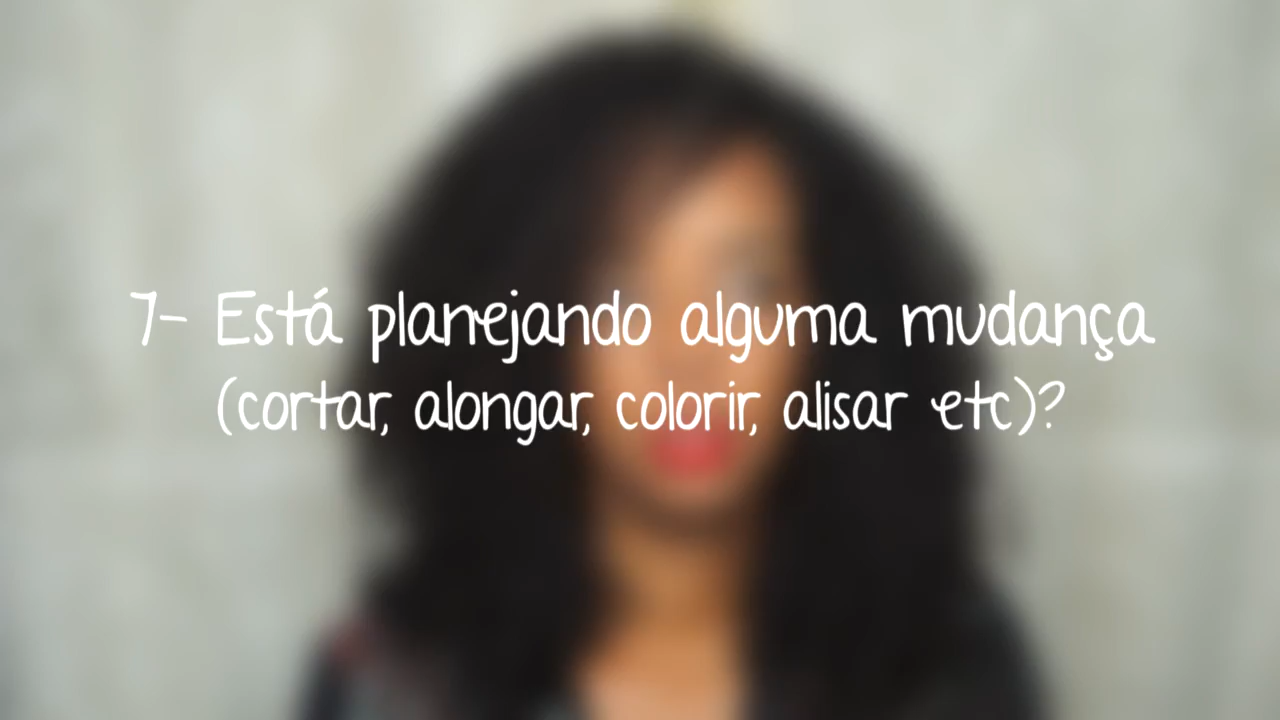 7- Está planejando alguma mudança
(cortar, alongar, colorir, alisar etc)?